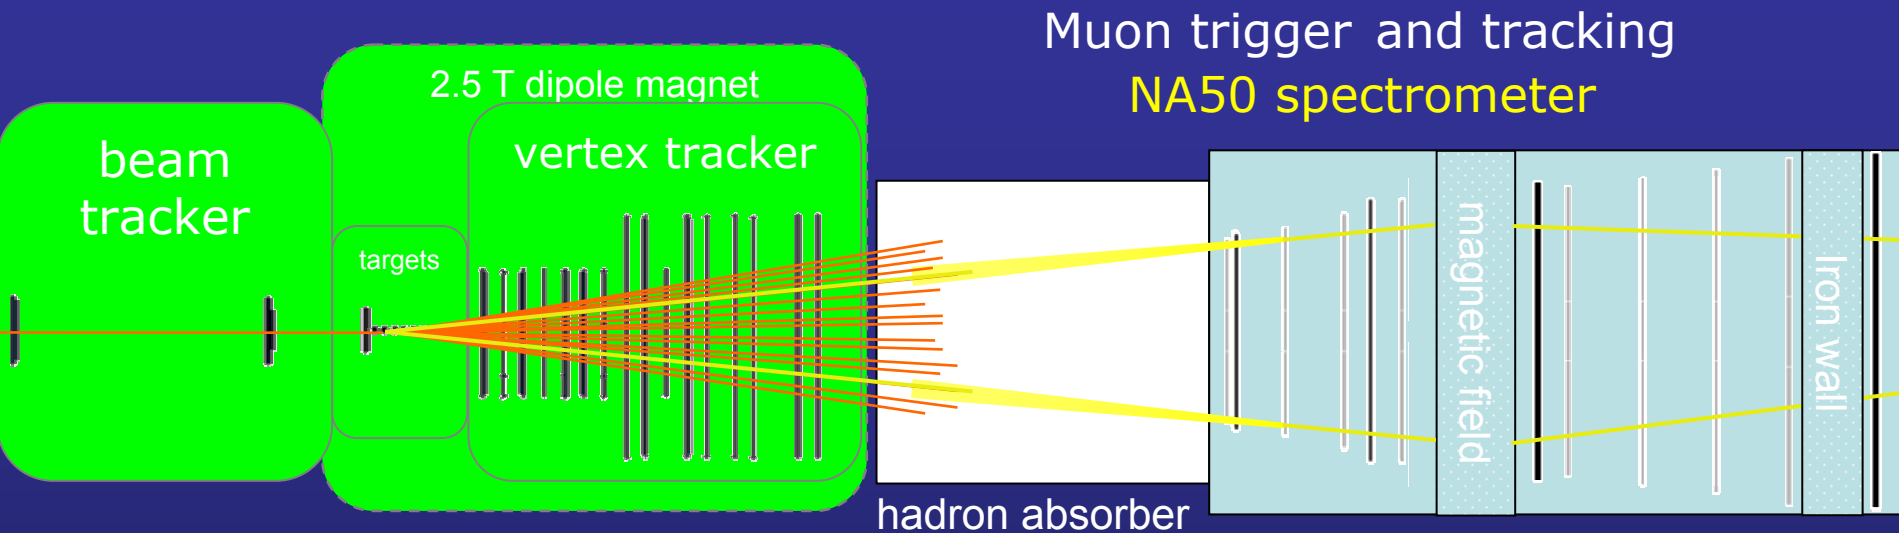 Muon trigger and tracking
NA50 spectrometer
2.5 T dipole magnet
beam
tracker
vertex tracker
targets
magnetic field
Iron wall
hadron absorber